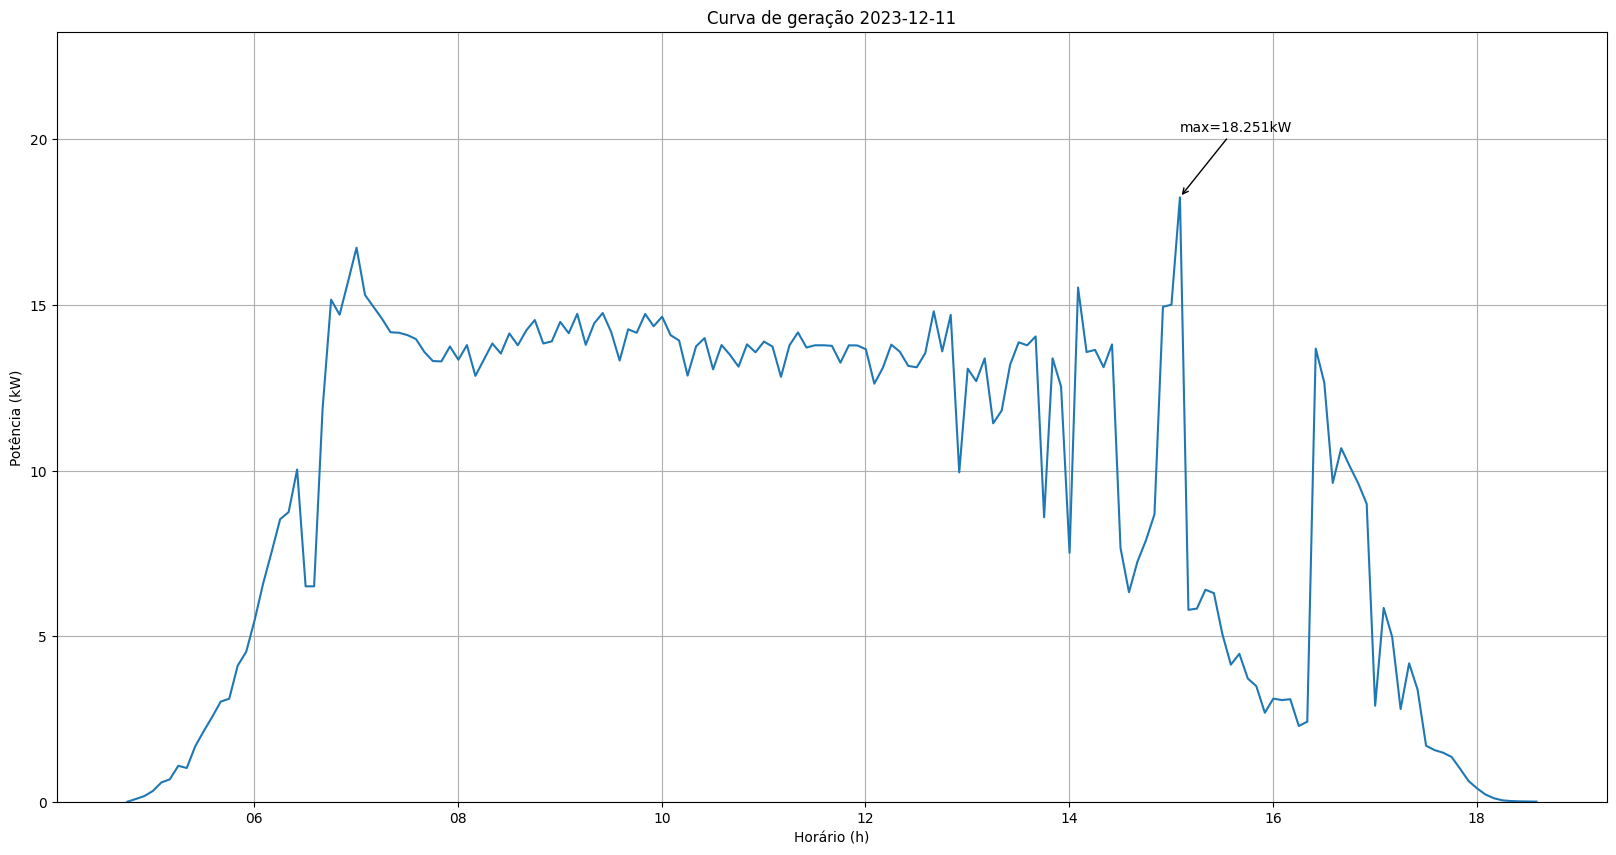 Curva de geração 2023-12-11
max=18.251kW
20
15
10
5
0
Potência (kW)
06 08 10 12 14 16 18
Horário (h)